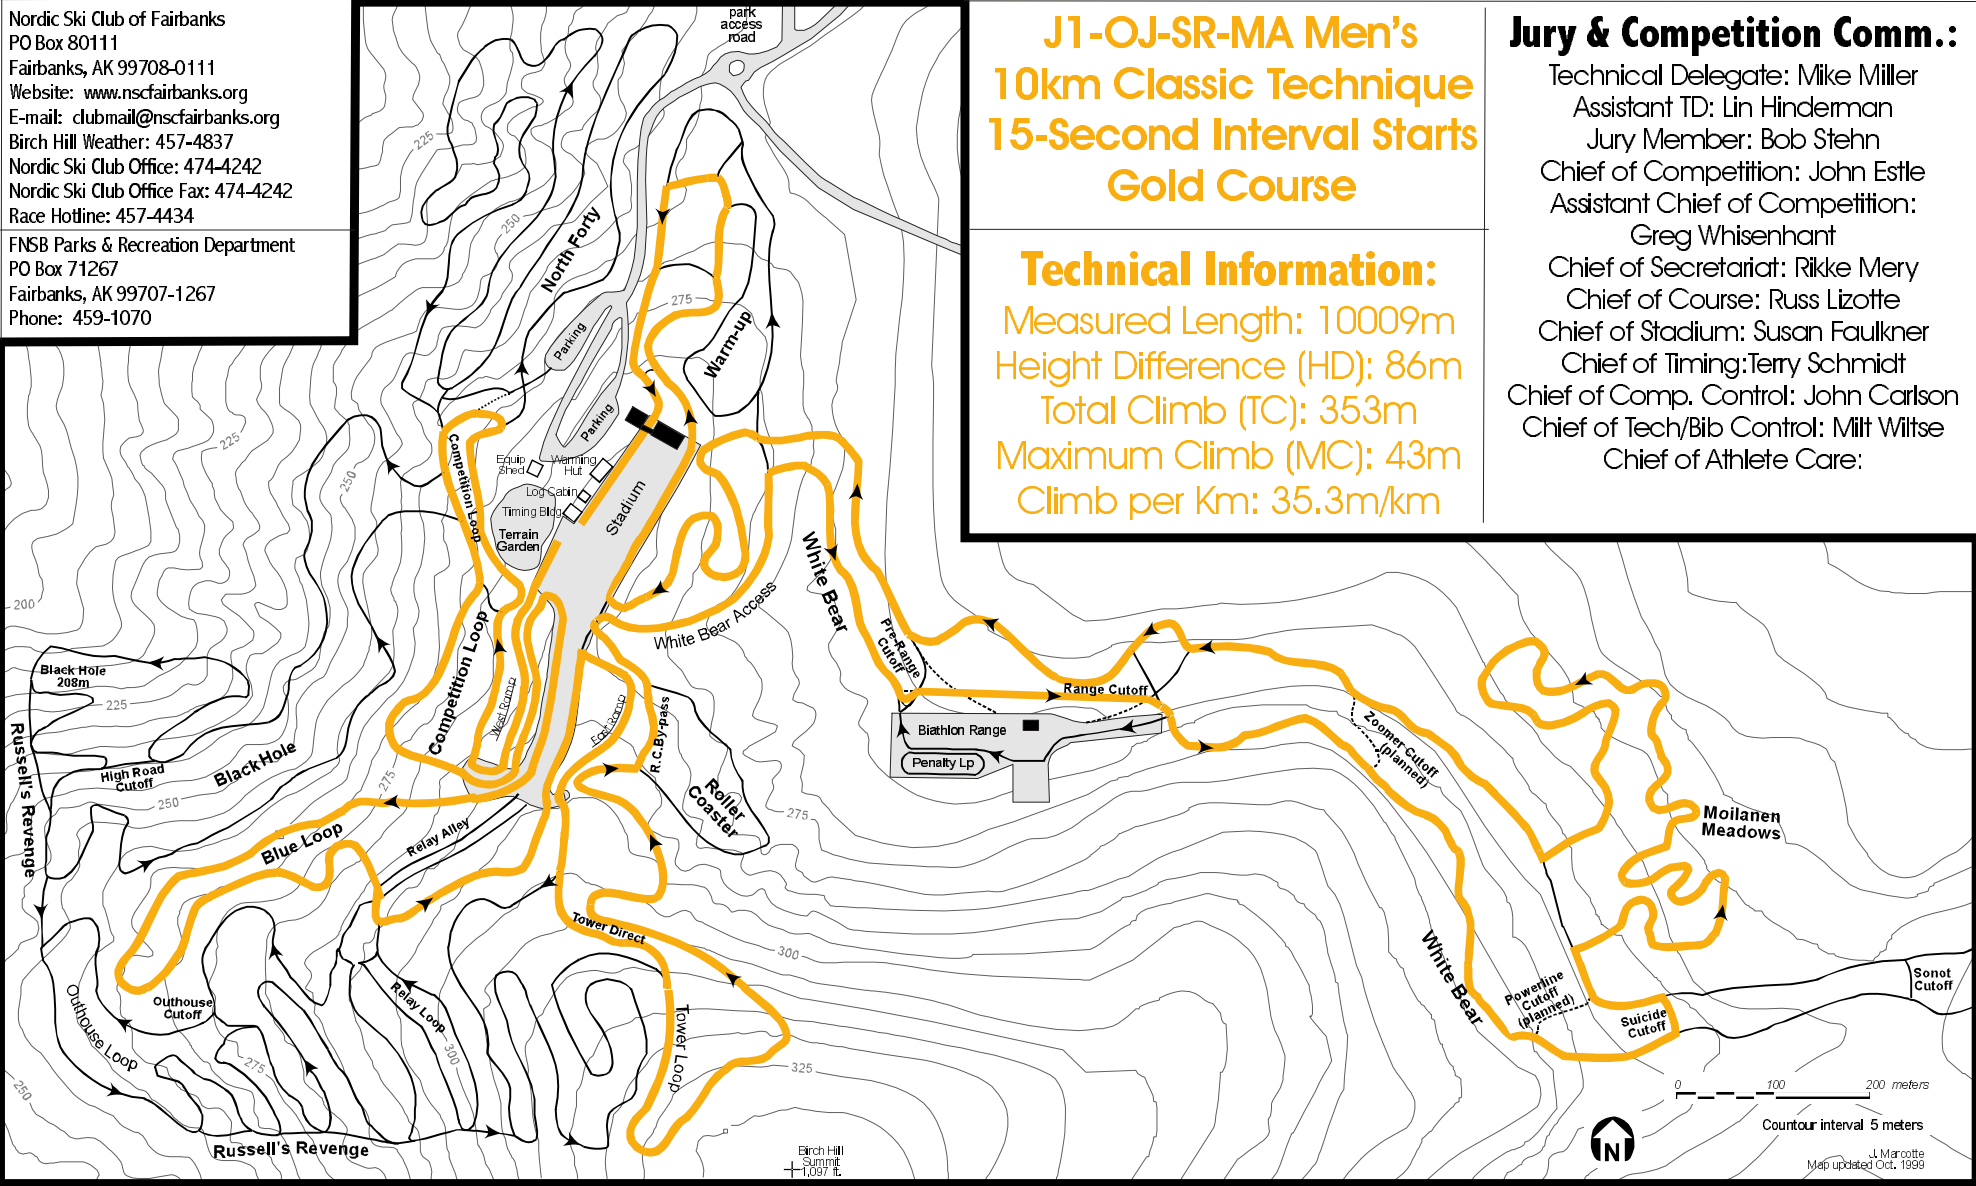 Nordic Ski Club of Fairbanks
PO Box 80111
Fairbanks, AK 99708-0111
Website: www.nscfairbanks.org
E-mail: clubmail@nscfairbanks.org
Birch Hill Weather: 457-4837
Nordic Ski Club Office: 474-4242
Nordic Ski Club Office Fax: 474-4242
Race Hotline: 457-4434
FNSB Parks & Recreation Department
PO Box 71267
Fairbanks, AK 99707-1267
Phone: 459-1070
park
access
road
J1-OJ-SR-MA Men's
10km Classic Technique
15-Second Interval Starts
Gold Course
Technical Information:
Measured Length: 10009m
Height Difference (HD): 86m
Total Climb (TC): 353m
Maximum Climb (MC): 43m
Climb per Km: 35.3m/km
Jury & Competition Comm.:
Technical Delegate: Mike Miller
Assistant TD: Lin Hinderman
Jury Member: Bob Stehn
Chief of Competition: John Estle
Assistant Chief of Competition:
Greg Whisenhant
Chief of Secretariat: Rikke Mery
Chief of Course: Russ Lizotte
Chief of Stadium: Susan Faulkner
Chief of Timing:Terry Schmidt
Chief of Comp. Control: John Carlson
Chief of Tech/Bib Control: Milt Wiltse
Chief of Athlete Care:
225
250
North Forty
275
Parking
Warm-up
Parking
225
250
Competition Loop
Equip
Shed
Warming
Hut
Log Cabin
Timing Bldg
Terrain
Garden
Stadium
200
White Bear
White Bear Access
Pre-Range
Cutoff
Black Hole
208m
225
Competition Loop
West Ramp
East Ramp
R.C.Bypass
Range Cutoff
Biathlon Range
Penalty Lp
Zoomer Cutoff
(planned)
Russell's Revenge
High Road
Cutoff
Black Hole
250
275
Roller
Coaster
275
Moilanen
Meadows
Blue Loop
Relay Alley
Tower Direct
300
White Bear
Powerline
Cutoff
(planned)
Suicide
Cutoff
Sonot
Cutoff
Outhouse
Cutoff
Outhouse Loop
Relay Loop
300
275
250
Tower Loop
325
Russell's Revenge
Birch Hill
Summit
1,097 ft.
0 100 200 meters
Countour interval 5 meters
N
J. Marcotte
Map updated Oct. 1999